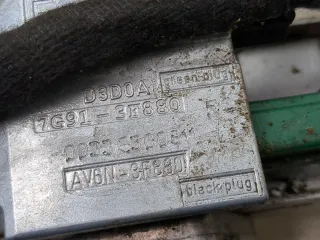 D3D0A
green plug
7G91-3F880
AV6N-3F880
black plug